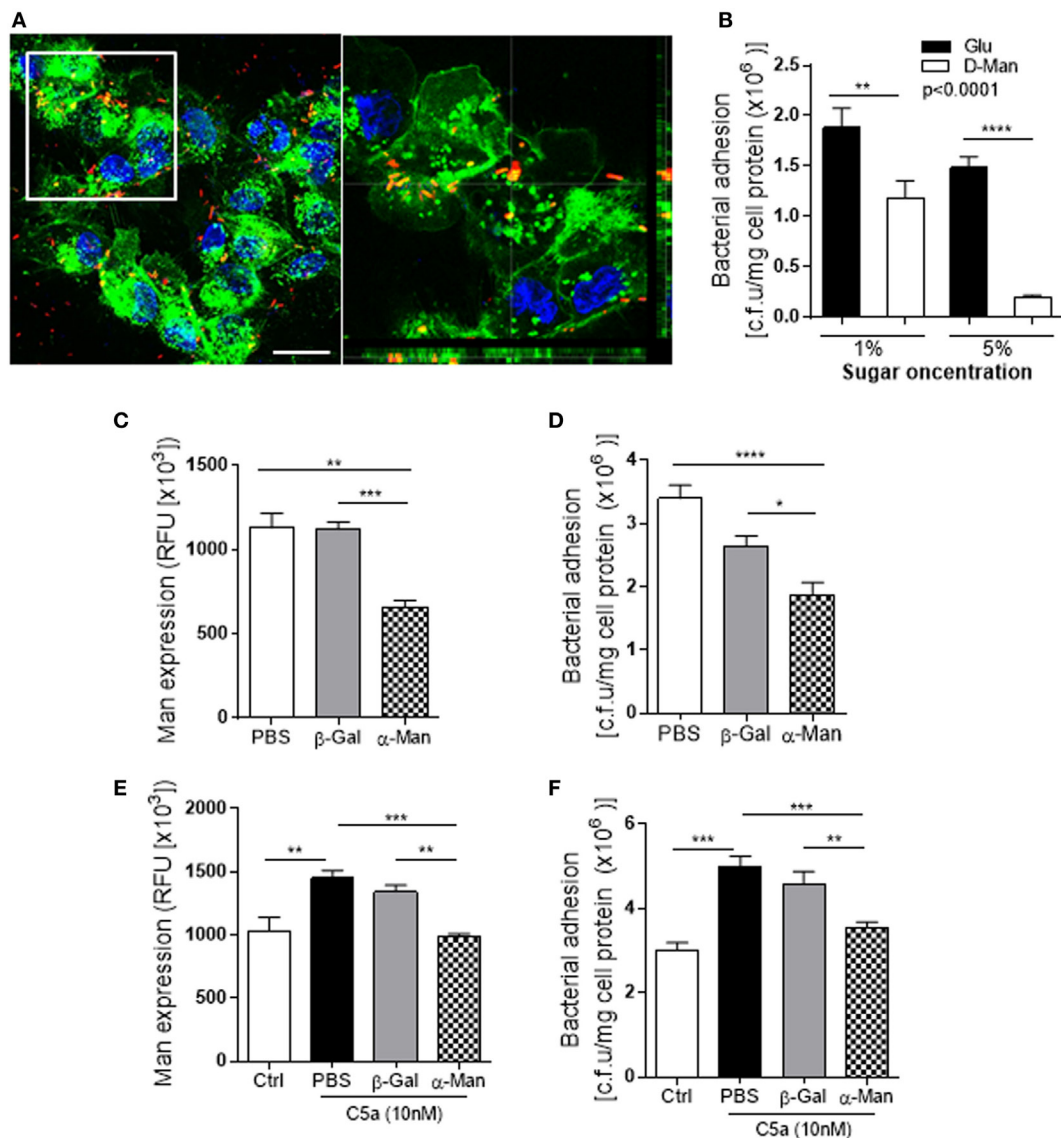 A
B
Glu
D-Man
p<0.0001
**
****
2.5
2.0
1.5
1.0
0.5
0.0
Bacterial adhesion
[c.f.u/mg cell protein (x10⁶)]
1%
5%
Sugar oncentration
C
**
***
1500
1000
500
0
Man expression (RFU [x10³])
PBS
β-Gal
α-Man
D
****
*
4
3
2
1
0
Bacterial adhesion
[c.f.u/mg cell protein (x10⁶)]
PBS
β-Gal
α-Man
E
***
**
**
2000
1500
1000
500
0
Man expression (RFU [x10³])
Ctrl
PBS
β-Gal
α-Man
C5a (10nM)
F
***
***
**
6
4
2
0
Bacterial adhesion
[c.f.u/mg cell protein (x10⁶)]
Ctrl
PBS
β-Gal
α-Man
C5a (10nM)